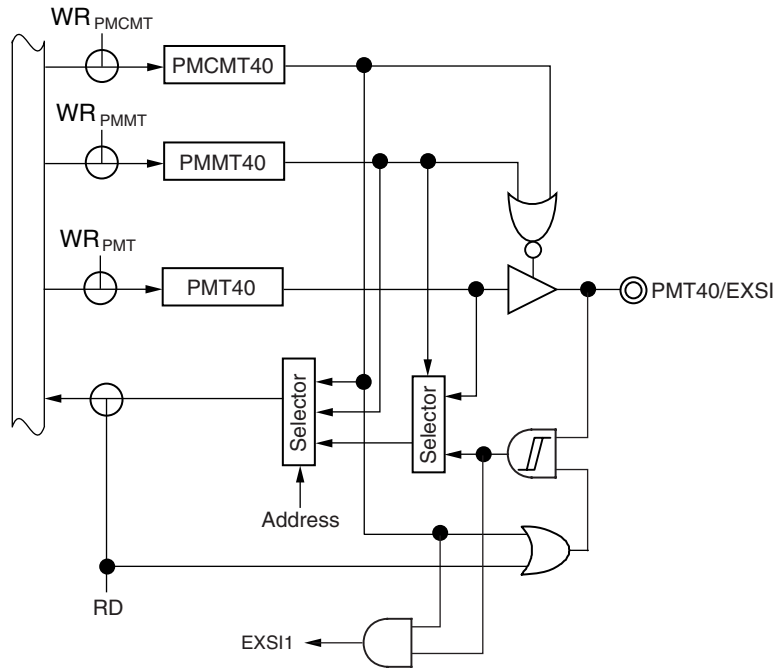 WRPMCMT
PMCMT40
WRPMMT
PMMT40
WRPMT
PMT40
PMT40/EXSI
Selector
Selector
Address
RD
EXSI1